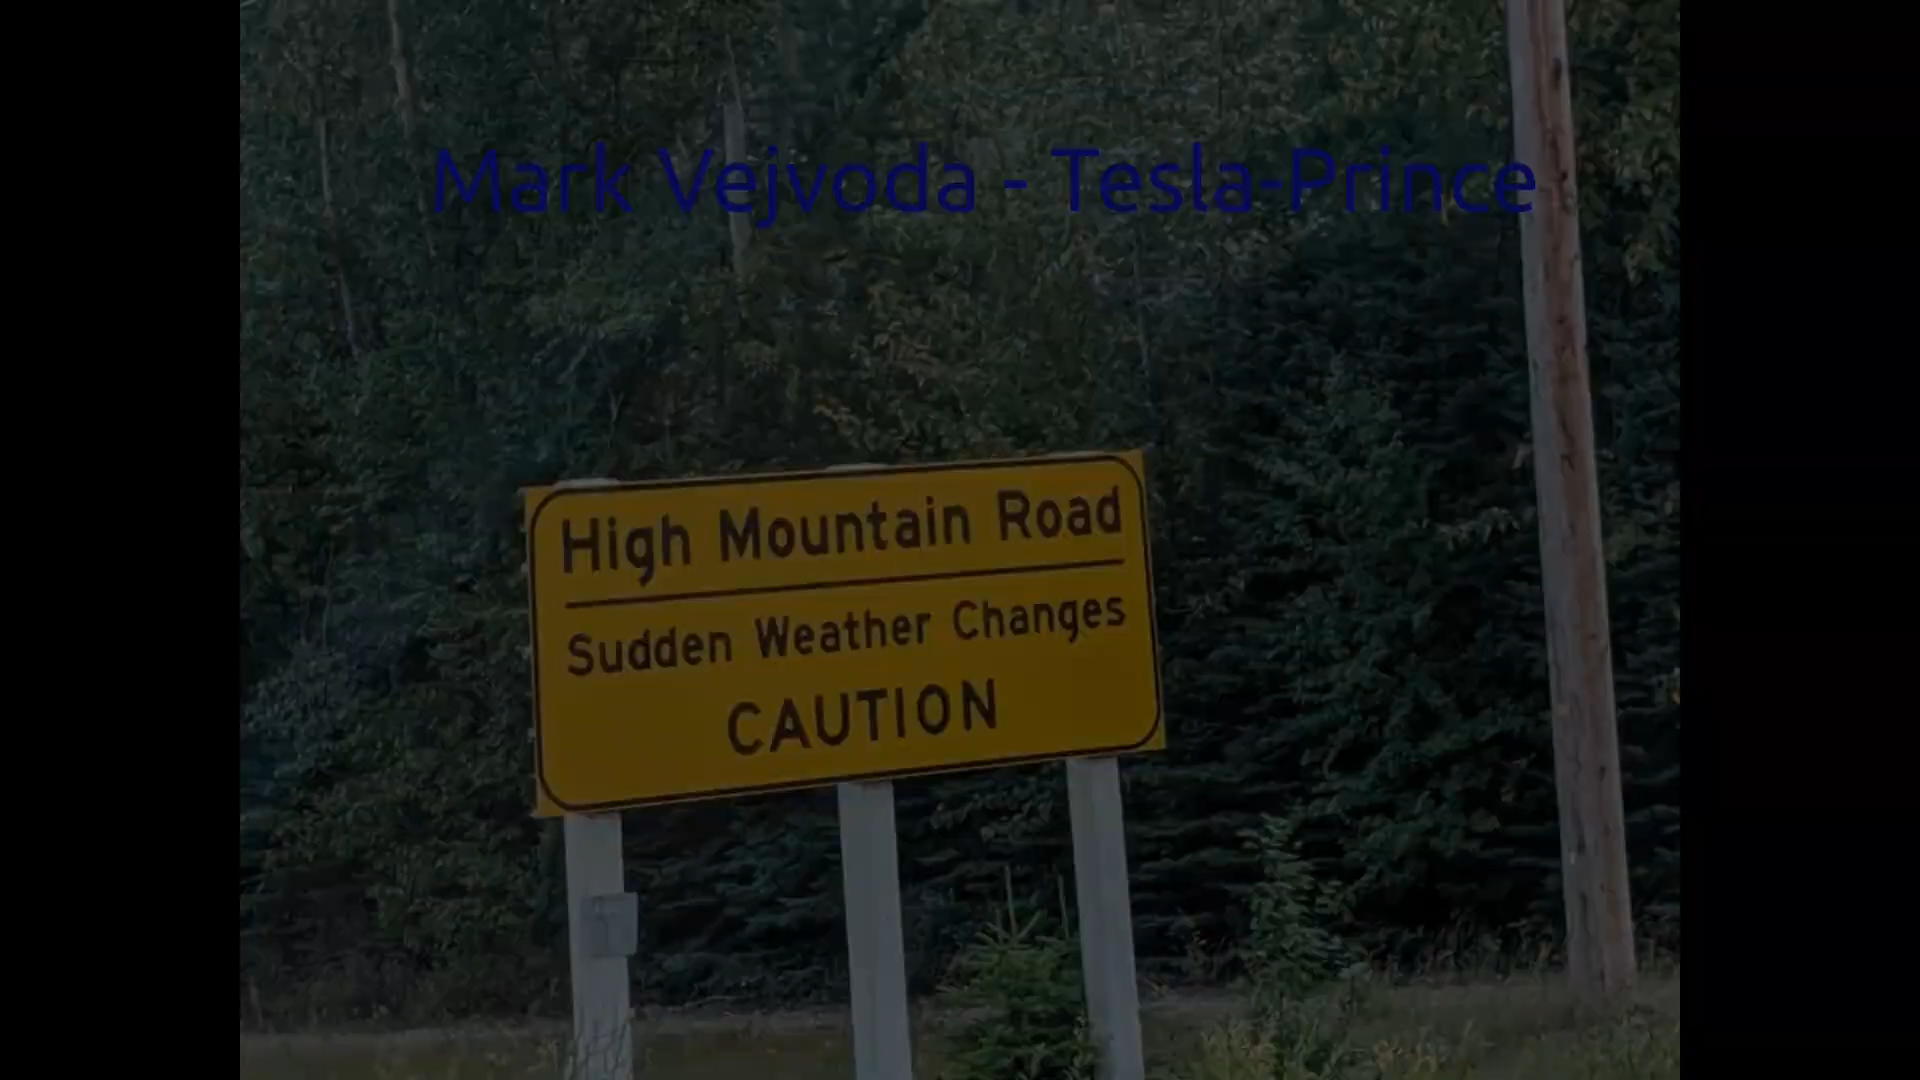 Mark Vejvoda - Tesla-Prince
High Mountain Road
Sudden Weather Changes
CAUTION